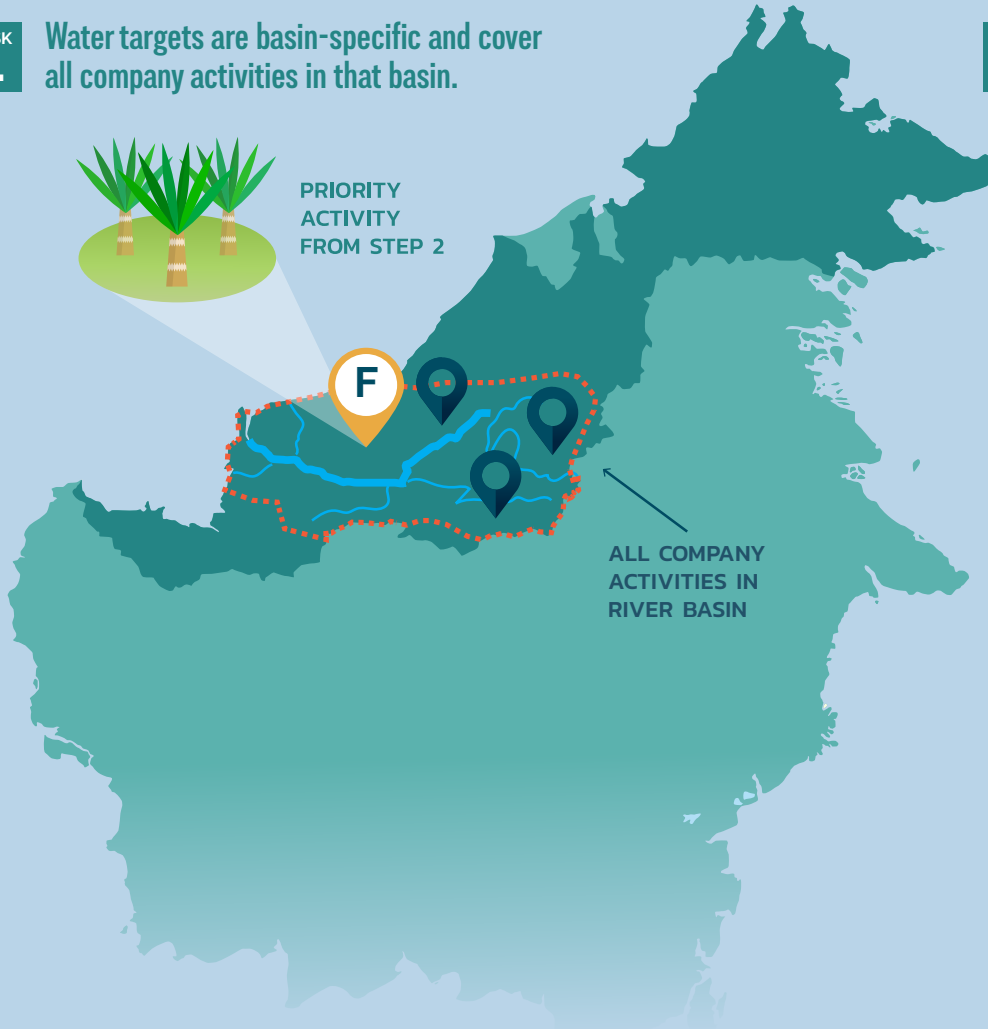 SK
Water targets are basin-specific and cover
all company activities in that basin.
PRIORITY
ACTIVITY
FROM STEP 2
F
ALL COMPANY
ACTIVITIES IN
RIVER BASIN